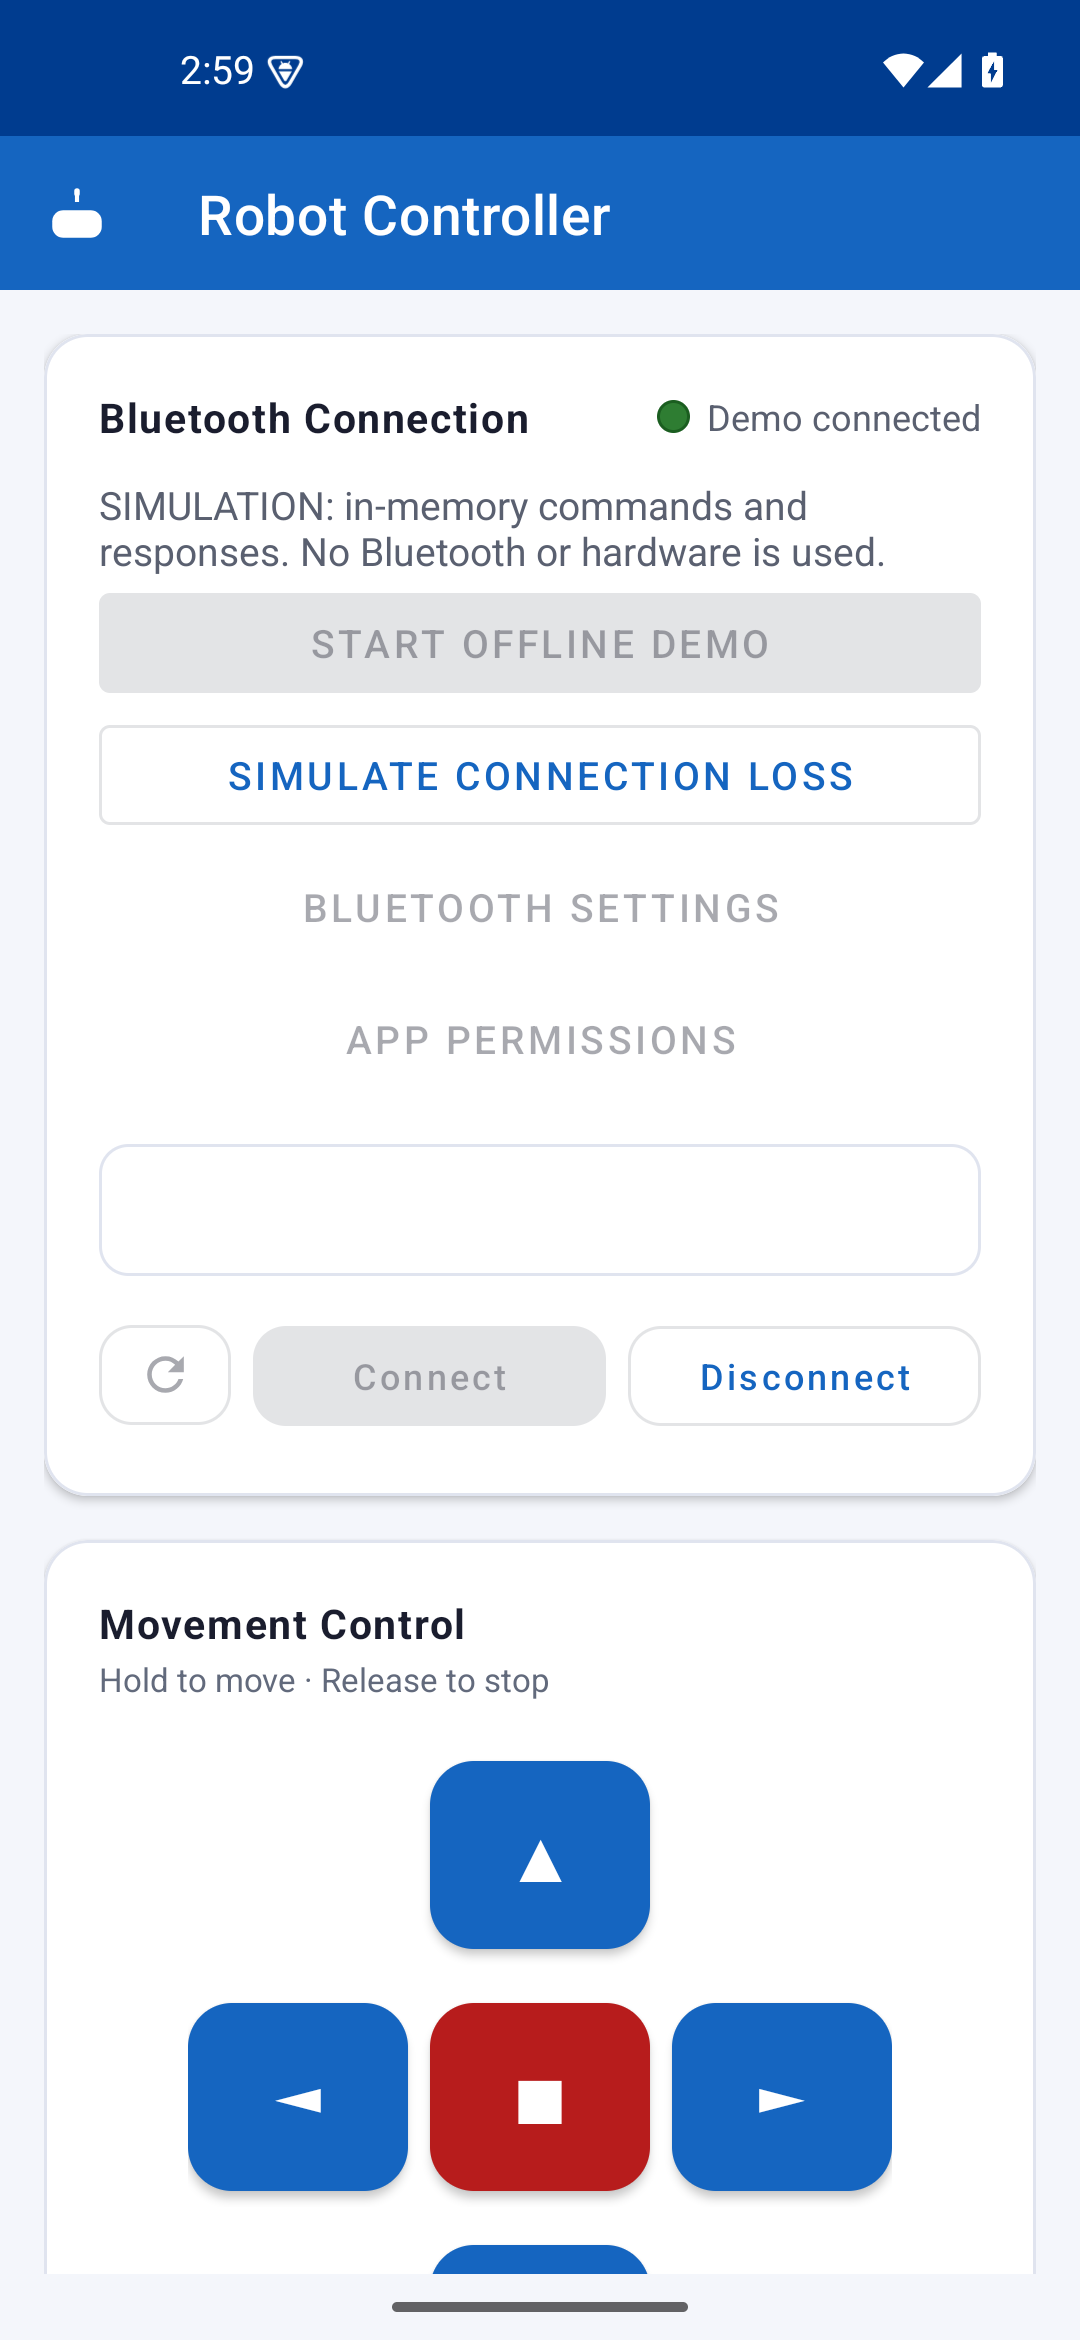 2:59
Robot Controller
Bluetooth Connection
Demo connected
SIMULATION: in-memory commands and
responses. No Bluetooth or hardware is used.
START OFFLINE DEMO
SIMULATE CONNECTION LOSS
BLUETOOTH SETTINGS
APP PERMISSIONS
Connect
Disconnect
Movement Control
Hold to move · Release to stop